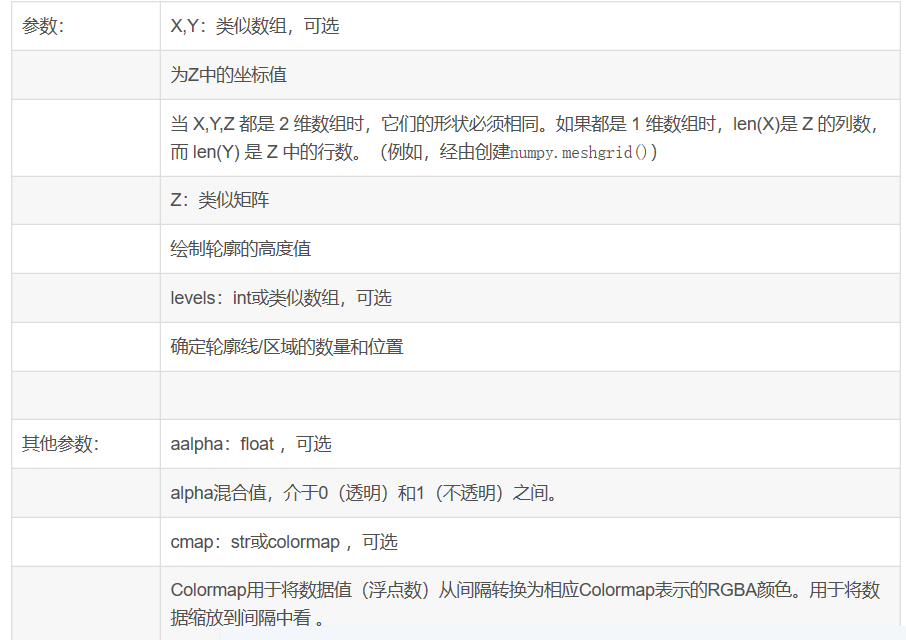 参数： X,Y：类似数组，可选
为Z中的坐标值
当 X,Y,Z 都是 2 维数组时，它们的形状必须相同。如果都是 1 维数组时，len(X)是 Z 的列数，
而 len(Y) 是 Z 中的行数。（例如，经由创建numpy.meshgrid()）
Z：类似矩阵
绘制轮廓的高度值
levels：int或类似数组，可选
确定轮廓线/区域的数量和位置
其他参数： aalpha：float ，可选
alpha混合值，介于0（透明）和1（不透明）之间。
cmap：str或colormap ，可选
Colormap用于将数据值（浮点数）从间隔转换为相应Colormap表示的RGBA颜色。用于将数
据缩放到间隔中看 。